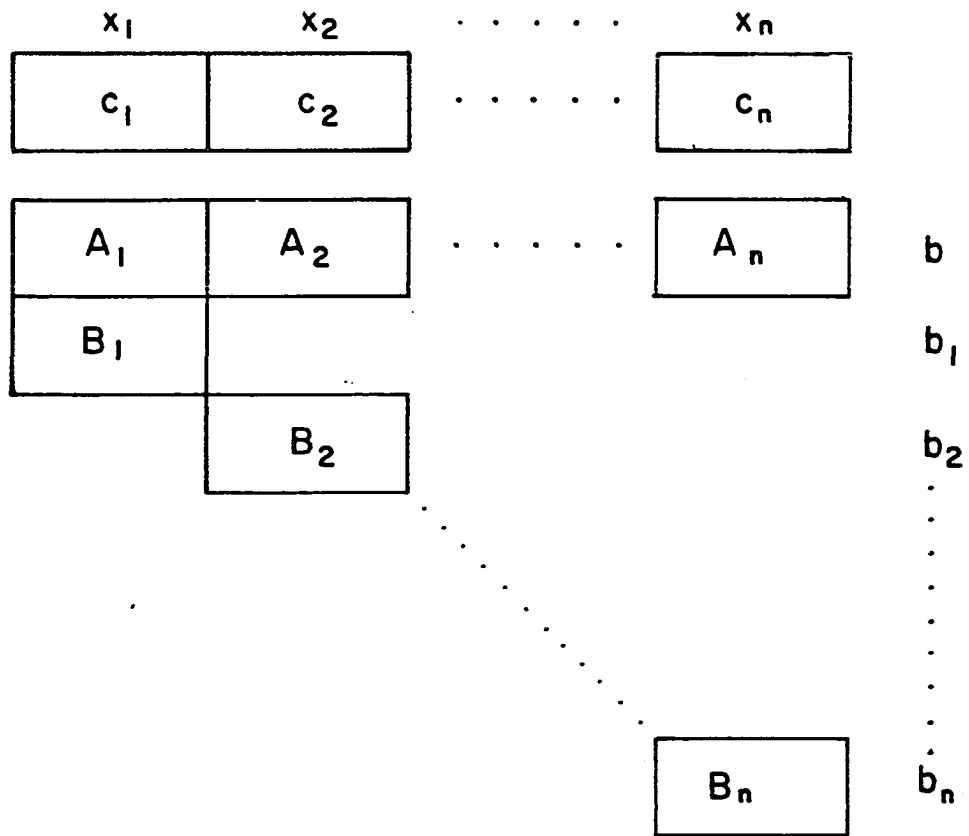 x₁ x₂ . . . . . xₙ
c₁ c₂ . . . . . cₙ
A₁ A₂ . . . . . Aₙ b
B₁ b₁
B₂ b₂
Bₙ bₙ